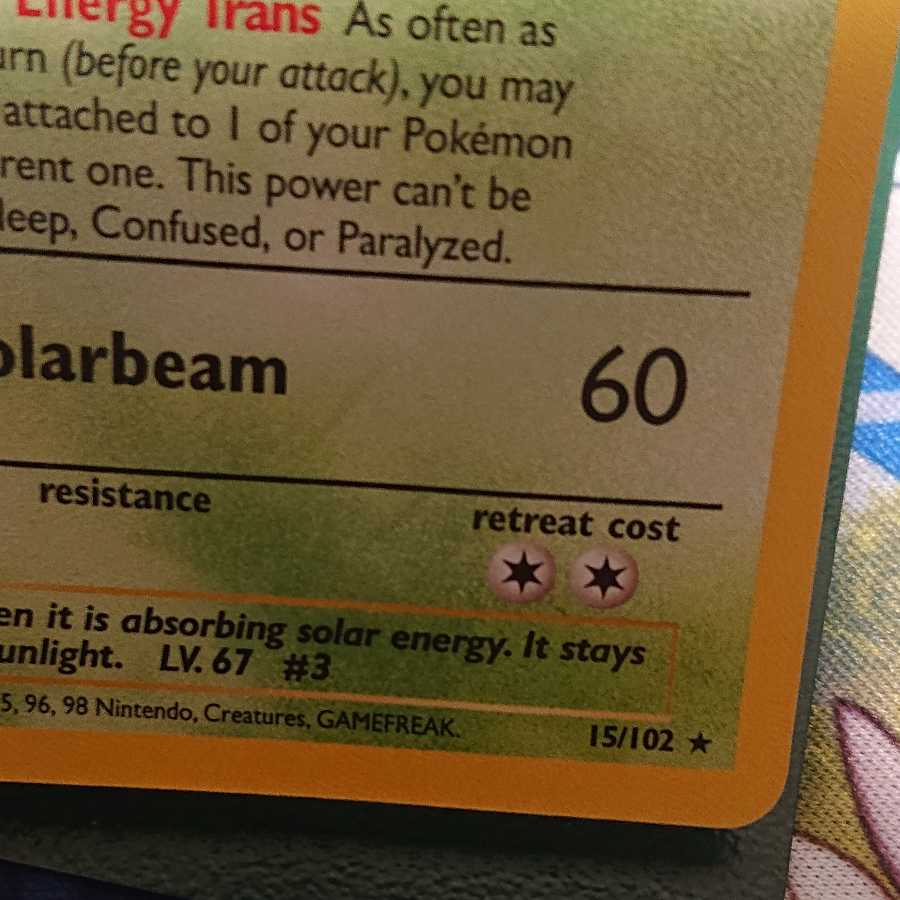 Energy Trans As often as
urn (before your attack), you may
attached to 1 of your Pokémon
rent one. This power can't be
leep, Confused, or Paralyzed.
olarbeam 60
resistance
retreat cost
en it is absorbing solar energy. It stays
unlight. LV. 67 #3
5, 96, 98 Nintendo, Creatures, GAMEFREAK.
15/102 ★